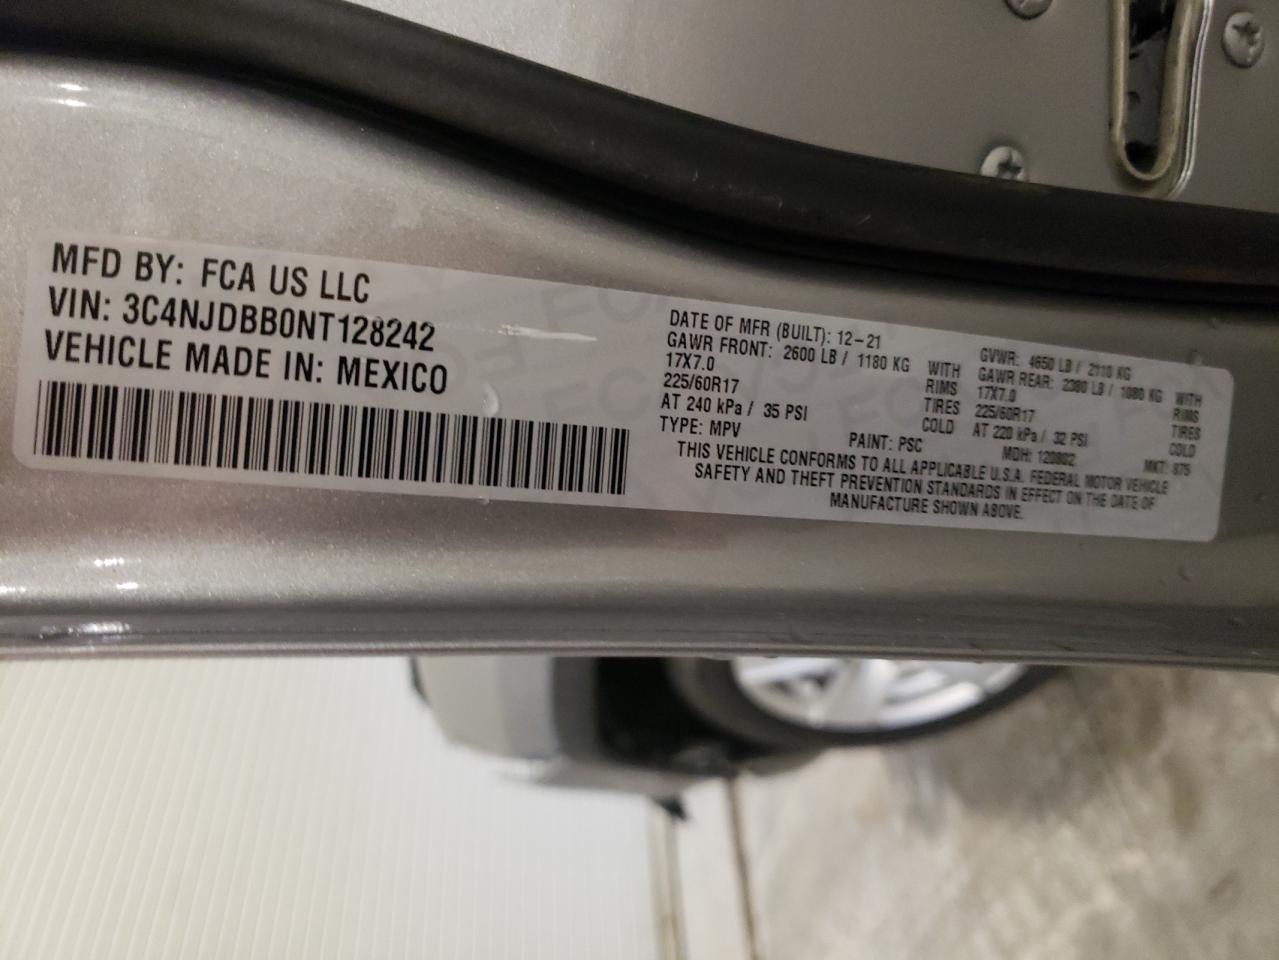 MFD BY: FCA US LLC
VIN: 3C4NJDBB0NT128242
VEHICLE MADE IN: MEXICO
DATE OF MFR (BUILT): 12-21 GVWR: 4650 LB / 2110 KG
GAWR FRONT: 2600 LB / 1180 KG WITH GAWR REAR: 2380 LB / 1080 KG WITH
17X7.0 RIMS 17X7.0 RIMS
225/60R17 TIRES 225/60R17 TIRES
AT 240 kPa / 35 PSI COLD AT 220 kPa / 32 PSI COLD
TYPE: MPV PAINT: PSC MDH: 120802 MKT: 875
THIS VEHICLE CONFORMS TO ALL APPLICABLE U.S.A. FEDERAL MOTOR VEHICLE
SAFETY AND THEFT PREVENTION STANDARDS IN EFFECT ON THE DATE OF
MANUFACTURE SHOWN ABOVE.